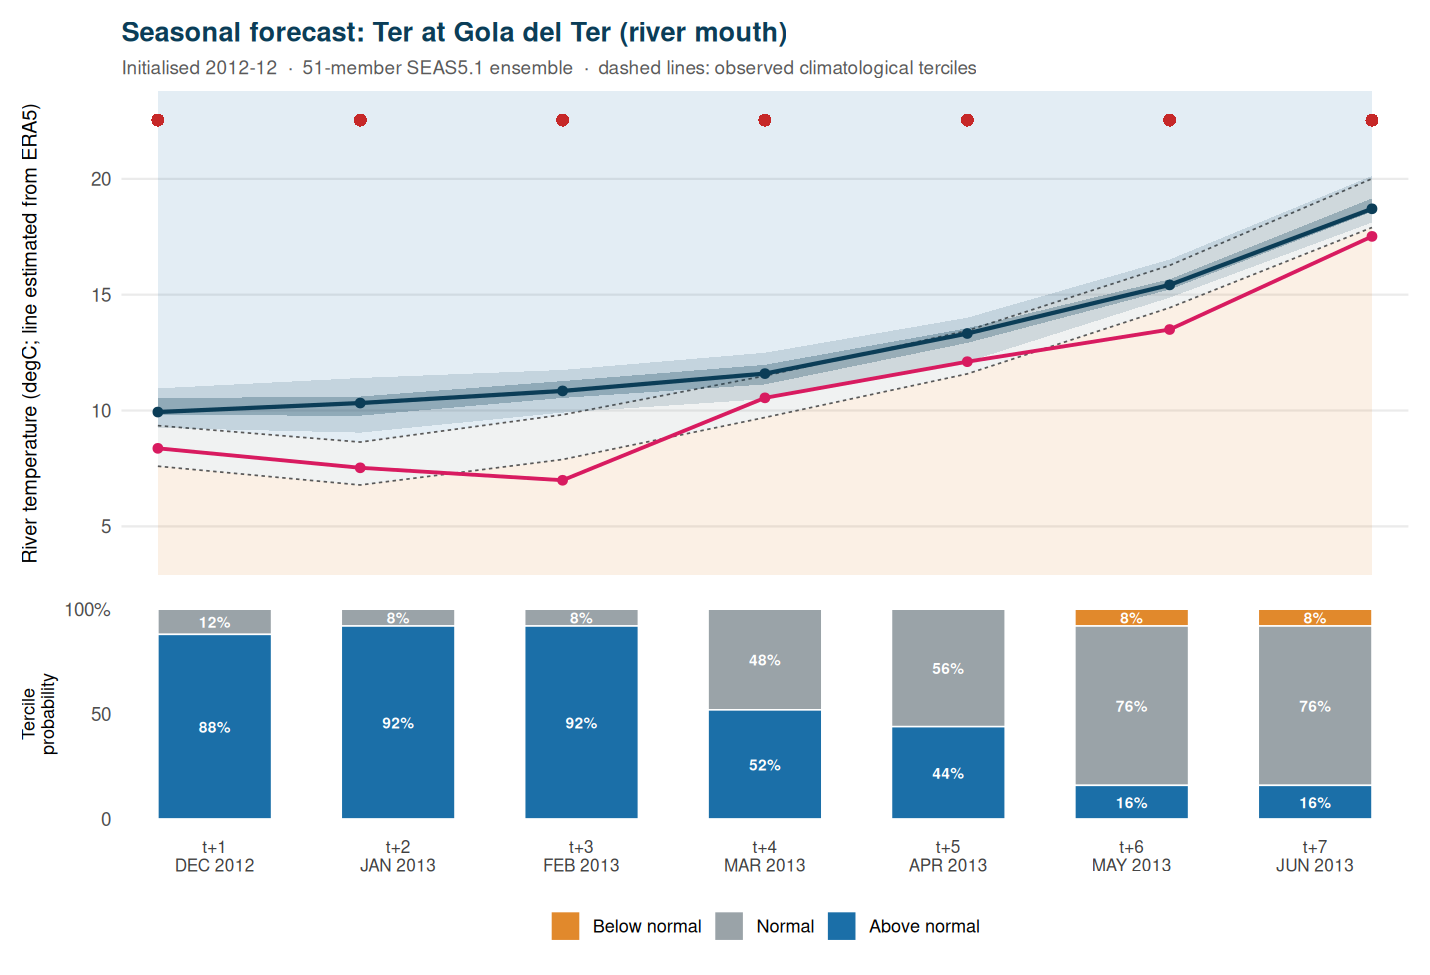 Seasonal forecast: Ter at Gola del Ter (river mouth)
Initialised 2012-12 · 51-member SEAS5.1 ensemble · dashed lines: observed climatological terciles
River temperature (degC; line estimated from ERA5)
20
15
10
5
Tercile
probability
100%
50
0
12%
8%
8%
48%
56%
8%
8%
88%
92%
92%
52%
44%
76%
76%
16%
16%
t+1
DEC 2012
t+2
JAN 2013
t+3
FEB 2013
t+4
MAR 2013
t+5
APR 2013
t+6
MAY 2013
t+7
JUN 2013
Below normal
Normal
Above normal